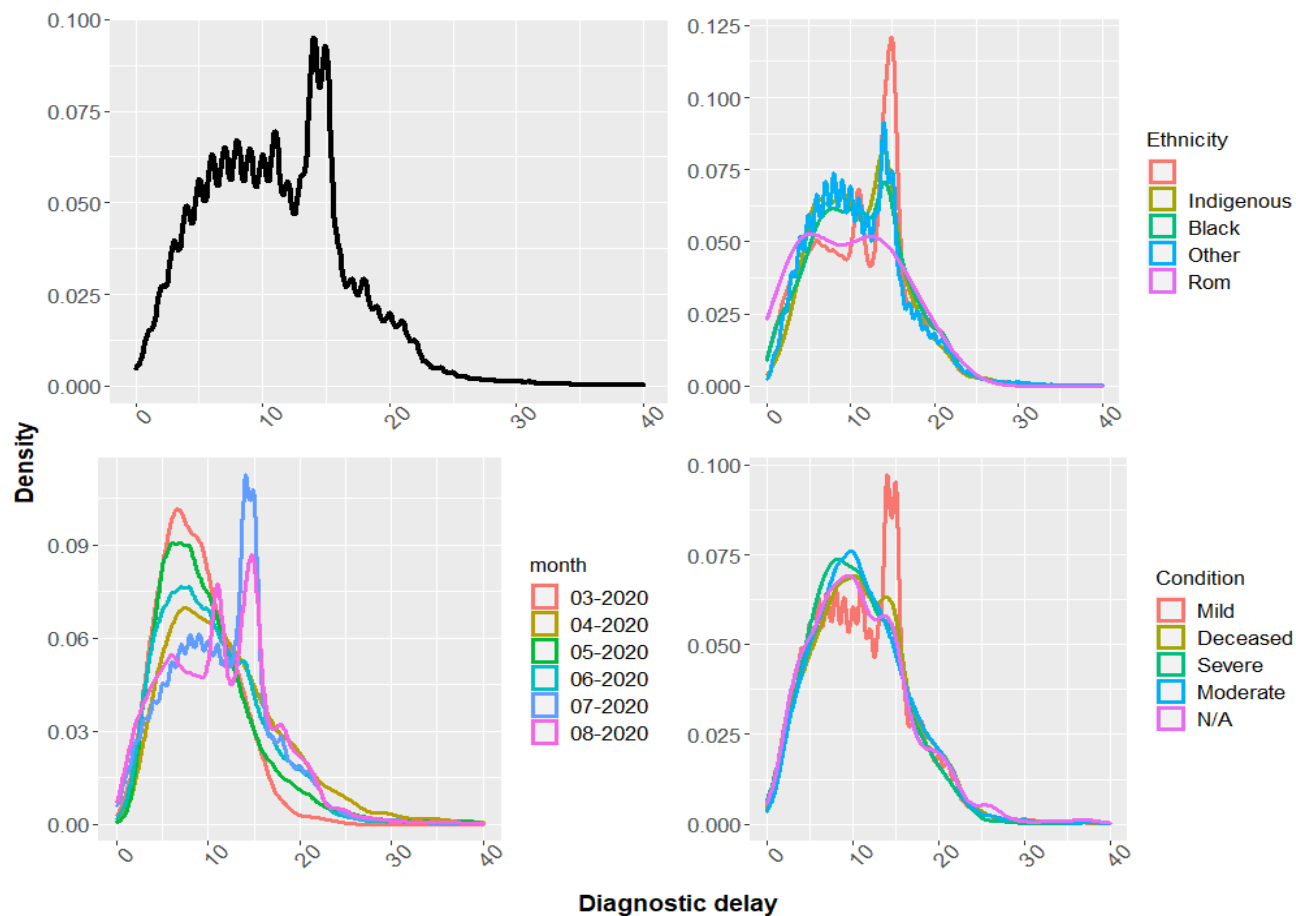 Density
0.100
0.075
0.050
0.025
0.000
0 10 20 30 40
0.125
0.100
0.075
0.050
0.025
0.000
0 10 20 30 40
Ethnicity
Indigenous
Black
Other
Rom
0.09
0.06
0.03
0.00
0 10 20 30 40
month
03-2020
04-2020
05-2020
06-2020
07-2020
08-2020
0.100
0.075
0.050
0.025
0.000
0 10 20 30 40
Condition
Mild
Deceased
Severe
Moderate
N/A
Diagnostic delay